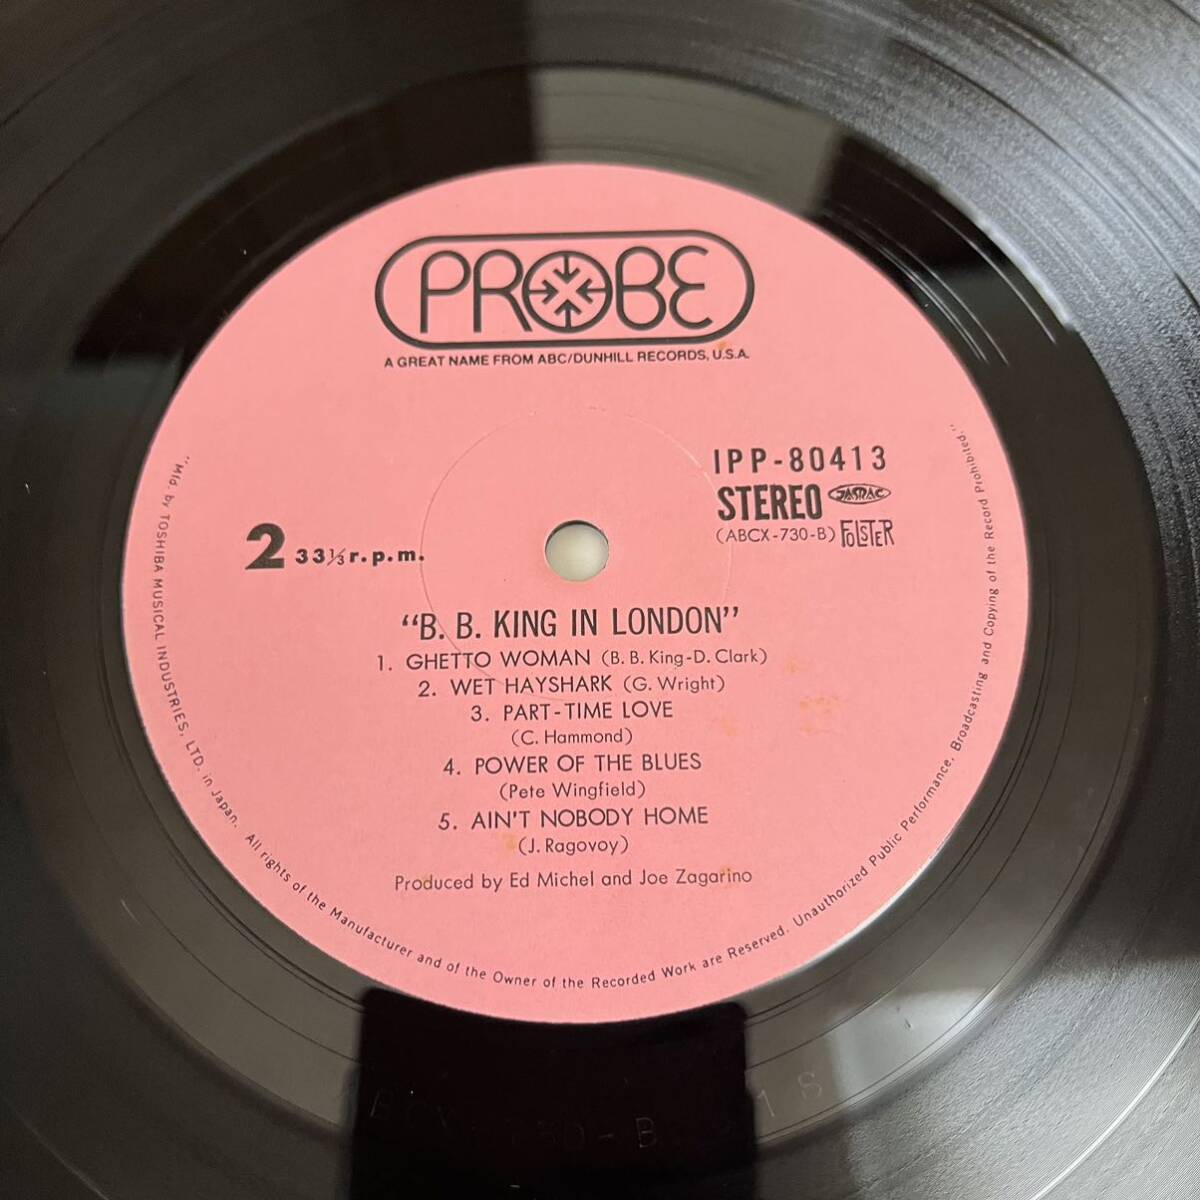 PROBE
A GREAT NAME FROM ABC/DUNHILL RECORDS, U.S.A.
IPP-80413
STEREO JASRAC
(ABCX-730-B) FOLSTER
2 33⅓ r.p.m.
"B. B. KING IN LONDON"
1. GHETTO WOMAN (B. B. King-D. Clark)
2. WET HAYSHARK (G. Wright)
3. PART-TIME LOVE
(C. Hammond)
4. POWER OF THE BLUES
(Pete Wingfield)
5. AIN'T NOBODY HOME
(J. Ragovoy)
Produced by Ed Michel and Joe Zagarino
"Mfd. by TOSHIBA MUSICAL INDUSTRIES, LTD. in Japan. All rights of the Manufacturer and of the Owner of the Recorded Work are Reserved. Unauthorized Public Performance, Broadcasting and Copying of the Record Prohibited."